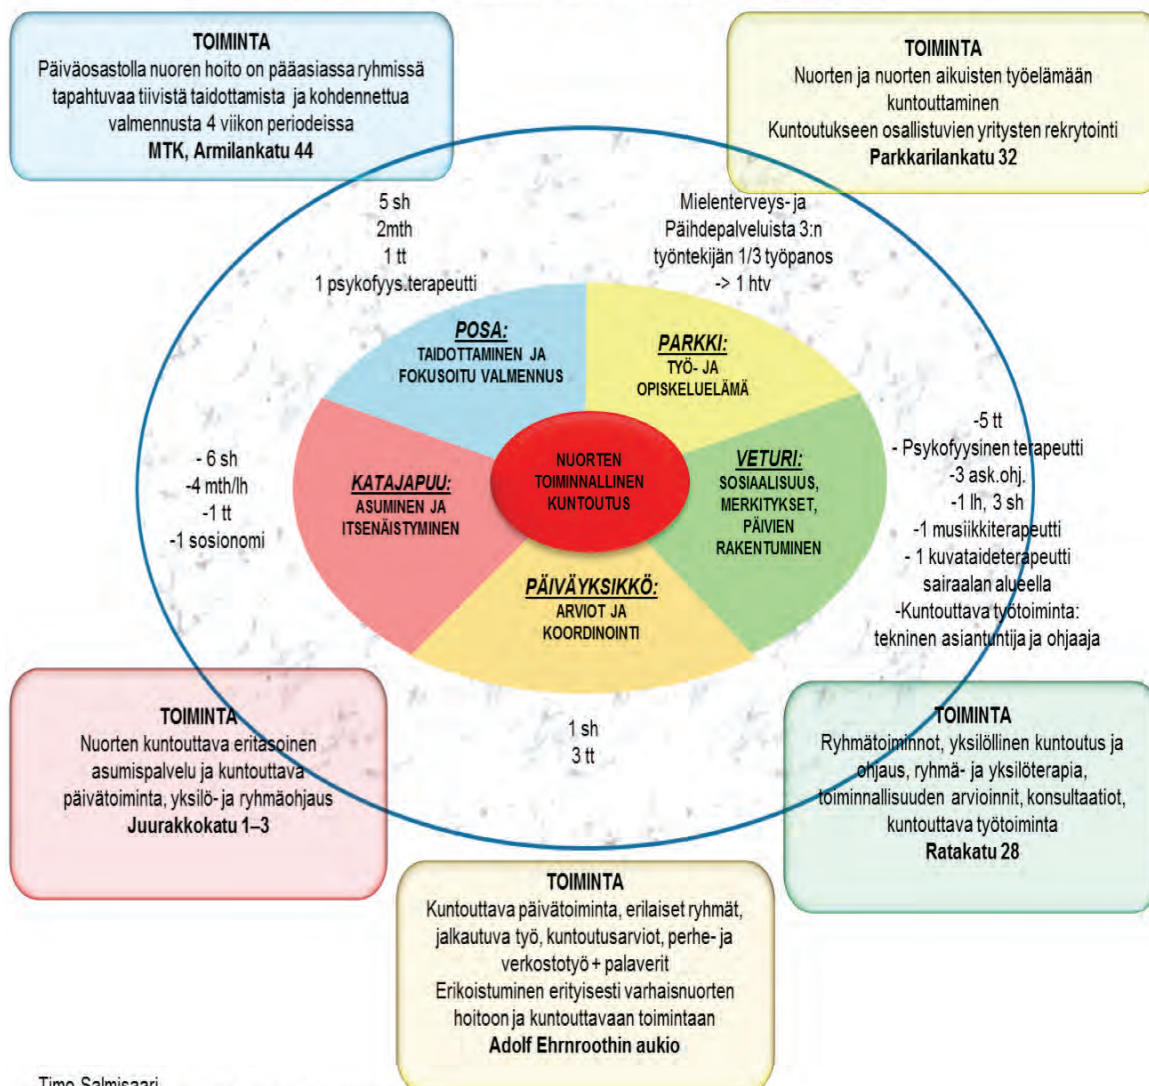 TOIMINTA
Päiväosastolla nuoren hoito on pääasiassa ryhmissä
tapahtuvaa tiivistä taidottamista ja kohdennettua
valmennusta 4 viikon periodeissa
MTK, Armilankatu 44
TOIMINTA
Nuorten ja nuorten aikuisten työelämään
kuntouttaminen
Kuntoutukseen osallistuvien yritysten rekrytointi
Parkkarilankatu 32
5 sh
2mth
1 tt
1 psykofyys.terapeutti
Mielenterveys- ja
Päihdepalveluista 3:n
työntekijän 1/3 työpanos
-> 1 htv
POSA:
TAIDOTTAMINEN JA
FOKUSOITU VALMENNUS
PARKKI:
TYÖ- JA
OPISKELUELÄMÄ
- 6 sh
-4 mth/lh
-1 tt
-1 sosionomi
KATAJAPUU:
ASUMINEN JA
ITSENÄISTYMINEN
NUORTEN
TOIMINNALLINEN
KUNTOUTUS
VETURI:
SOSIAALISUUS,
MERKITYKSET,
PÄIVIEN
RAKENTUMINEN
-5 tt
- Psykofyysinen terapeutti
-3 ask.ohj.
-1 lh, 3 sh
-1 musiikkiterapeutti
- 1 kuvataideterapeutti
sairaalan alueella
-Kuntouttava työtoiminta:
tekninen asiantuntija ja ohjaaja
PÄIVÄYKSIKKÖ:
ARVIOT JA
KOORDINOINTI
1 sh
3 tt
TOIMINTA
Nuorten kuntouttava eritasoinen
asumispalvelu ja kuntouttava
päivätoiminta, yksilö- ja ryhmäohjaus
Juurakkokatu 1–3
TOIMINTA
Ryhmätoiminnot, yksilöllinen kuntoutus ja
ohjaus, ryhmä- ja yksilöterapia,
toiminnallisuuden arvioinnit, konsultaatiot,
kuntouttava työtoiminta
Ratakatu 28
TOIMINTA
Kuntouttava päivätoiminta, erilaiset ryhmät,
jalkautuva työ, kuntoutusarviot, perhe- ja
verkostotyö + palaverit
Erikoistuminen erityisesti varhaisnuorten
hoitoon ja kuntouttavaan toimintaan
Adolf Ehrnroothin aukio
Timo Salmisaari